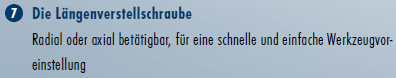 7 Die Längenverstellschraube
Radial oder axial betätigbar, für eine schnelle und einfache Werkzeugvor-
einstellung